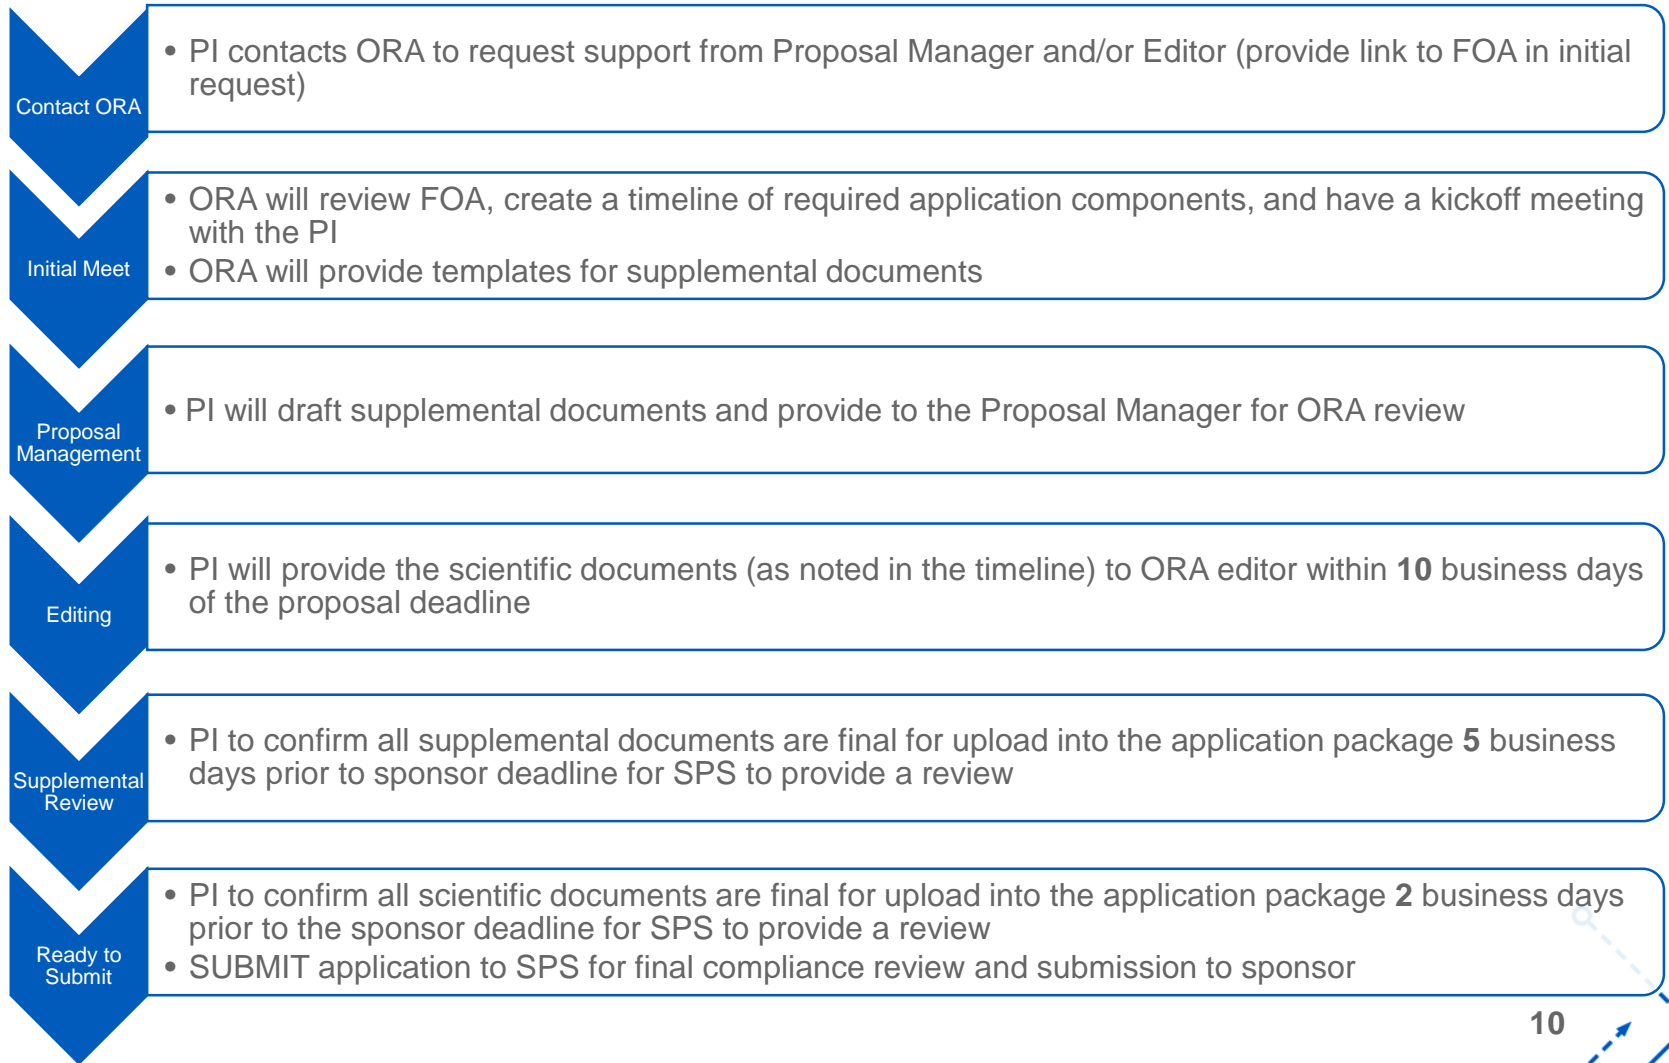 Contact ORA
• PI contacts ORA to request support from Proposal Manager and/or Editor (provide link to FOA in initial
request)
Initial Meet
• ORA will review FOA, create a timeline of required application components, and have a kickoff meeting
with the PI
• ORA will provide templates for supplemental documents
Proposal
Management
• PI will draft supplemental documents and provide to the Proposal Manager for ORA review
Editing
• PI will provide the scientific documents (as noted in the timeline) to ORA editor within 10 business days
of the proposal deadline
Supplemental
Review
• PI to confirm all supplemental documents are final for upload into the application package 5 business
days prior to sponsor deadline for SPS to provide a review
Ready to
Submit
• PI to confirm all scientific documents are final for upload into the application package 2 business days
prior to the sponsor deadline for SPS to provide a review
• SUBMIT application to SPS for final compliance review and submission to sponsor
10